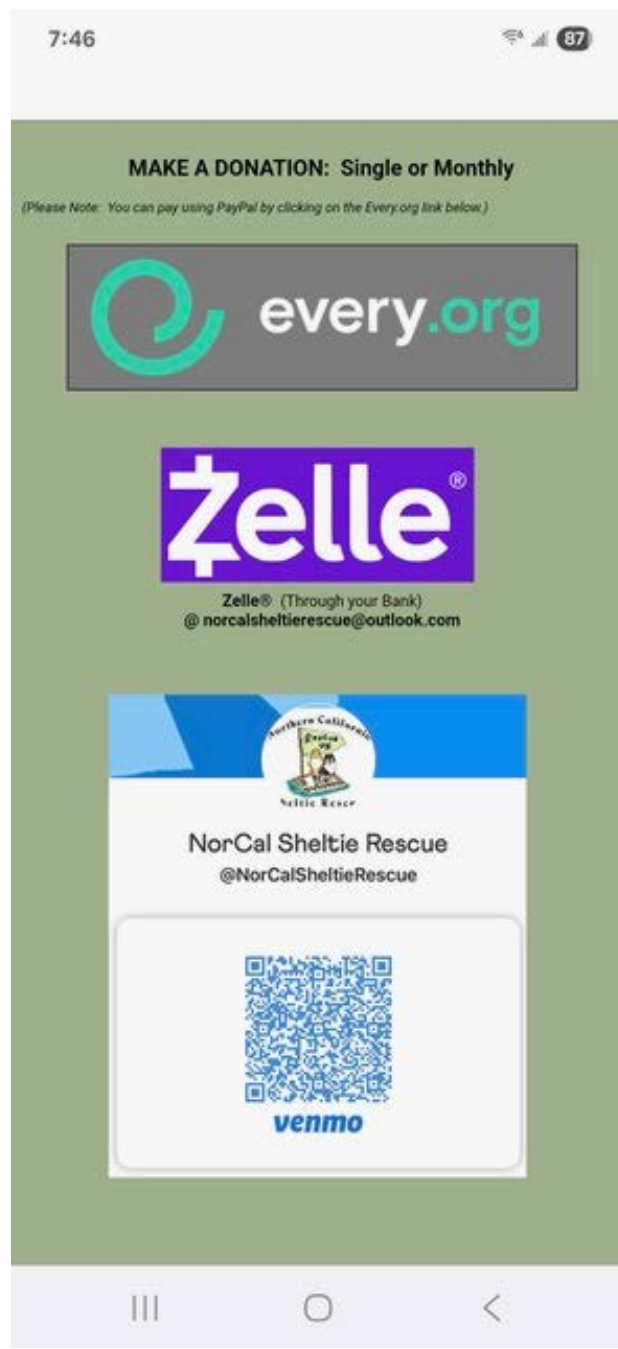 7:46
87
MAKE A DONATION: Single or Monthly
(Please Note: You can pay using PayPal by clicking on the Every.org link below.)
every.org
Zelle®
Zelle® (Through your Bank)
@ norcalsheltierescue@outlook.com
Northern California
Sheltie Rescue
NorCal Sheltie Rescue
@NorCalSheltieRescue
venmo